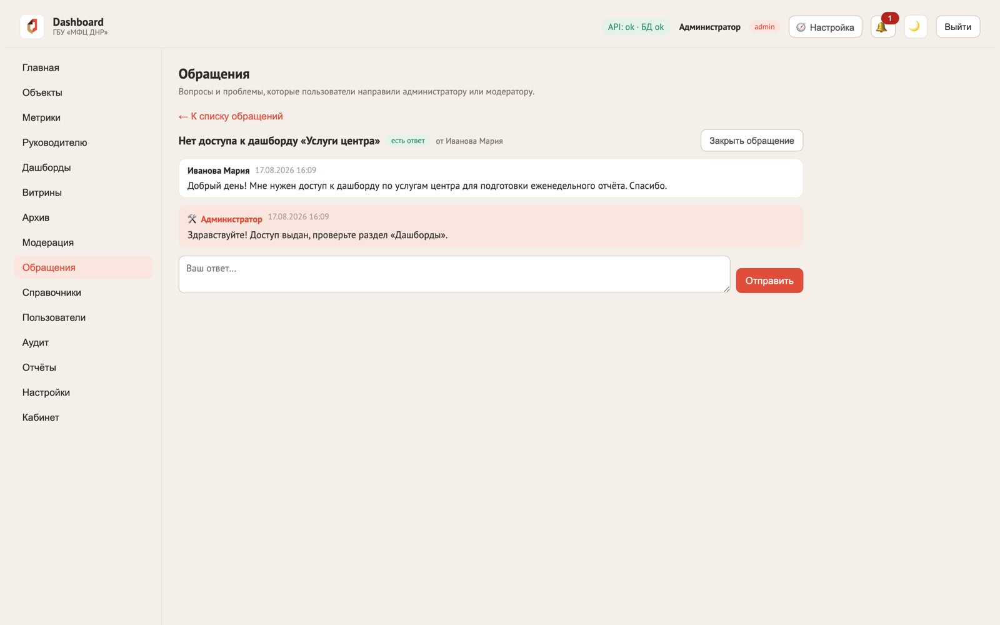 Dashboard
ГБУ «МФЦ ДНР»
API: ok · БД ok
Администратор
admin
Настройка
1
Выйти
Главная
Объекты
Метрики
Руководителю
Дашборды
Витрины
Архив
Модерация
Обращения
Справочники
Пользователи
Аудит
Отчёты
Настройки
Кабинет
Обращения
Вопросы и проблемы, которые пользователи направили администратору или модератору.
← К списку обращений
Нет доступа к дашборду «Услуги центра» есть ответ от Иванова Мария
Закрыть обращение
Иванова Мария 17.08.2026 16:09
Добрый день! Мне нужен доступ к дашборду по услугам центра для подготовки еженедельного отчёта. Спасибо.
Администратор 17.08.2026 16:09
Здравствуйте! Доступ выдан, проверьте раздел «Дашборды».
Ваш ответ...
Отправить